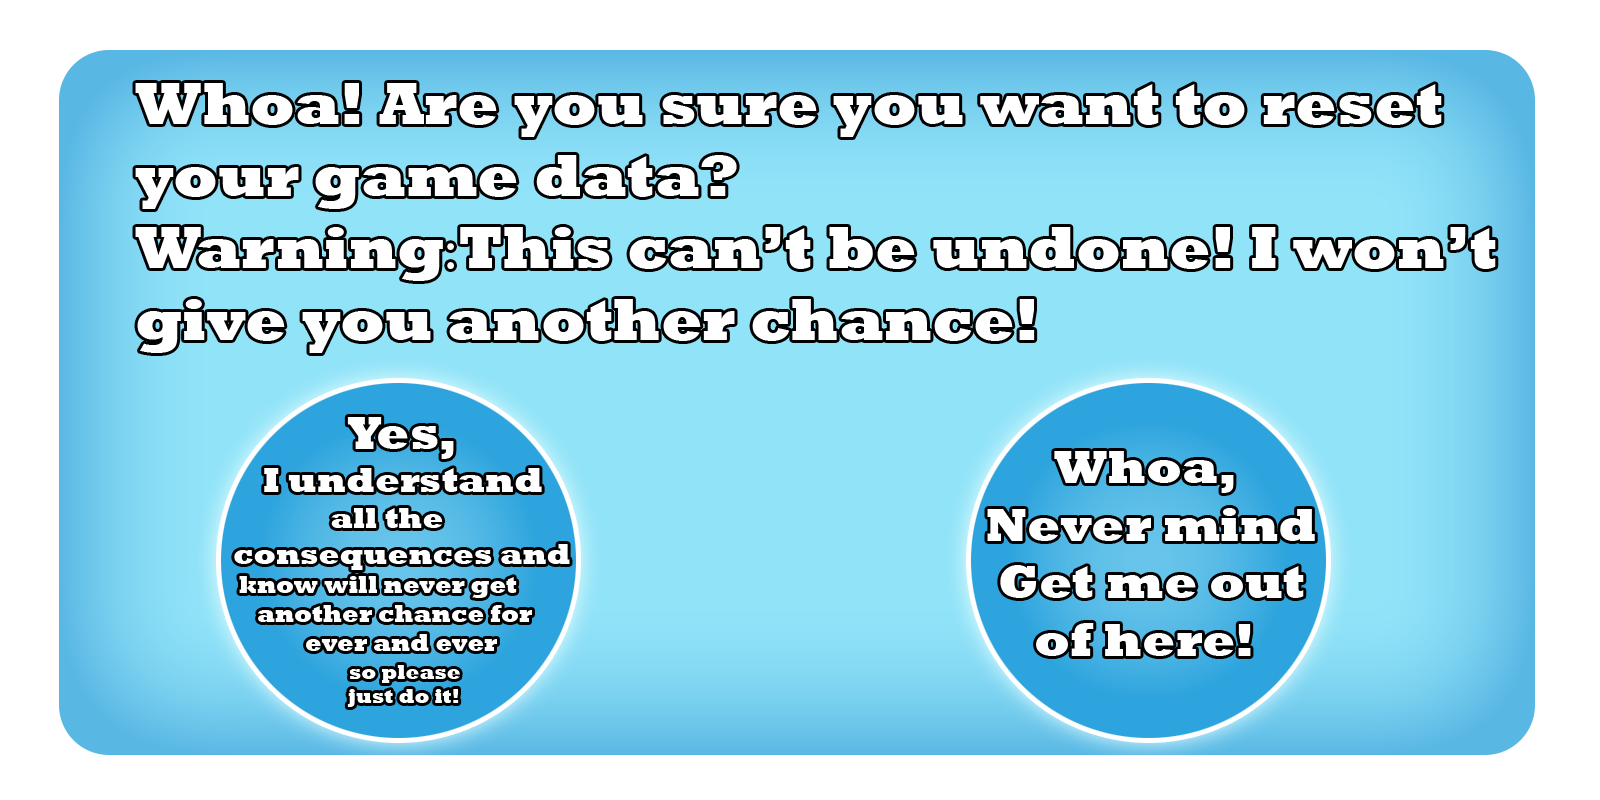 Whoa! Are you sure you want to reset
your game data?
Warning:This can’t be undone! I won’t
give you another chance!
Yes,
I understand
all the
consequences and
know will never get
another chance for
ever and ever
so please
just do it!
Whoa,
Never mind
Get me out
of here!